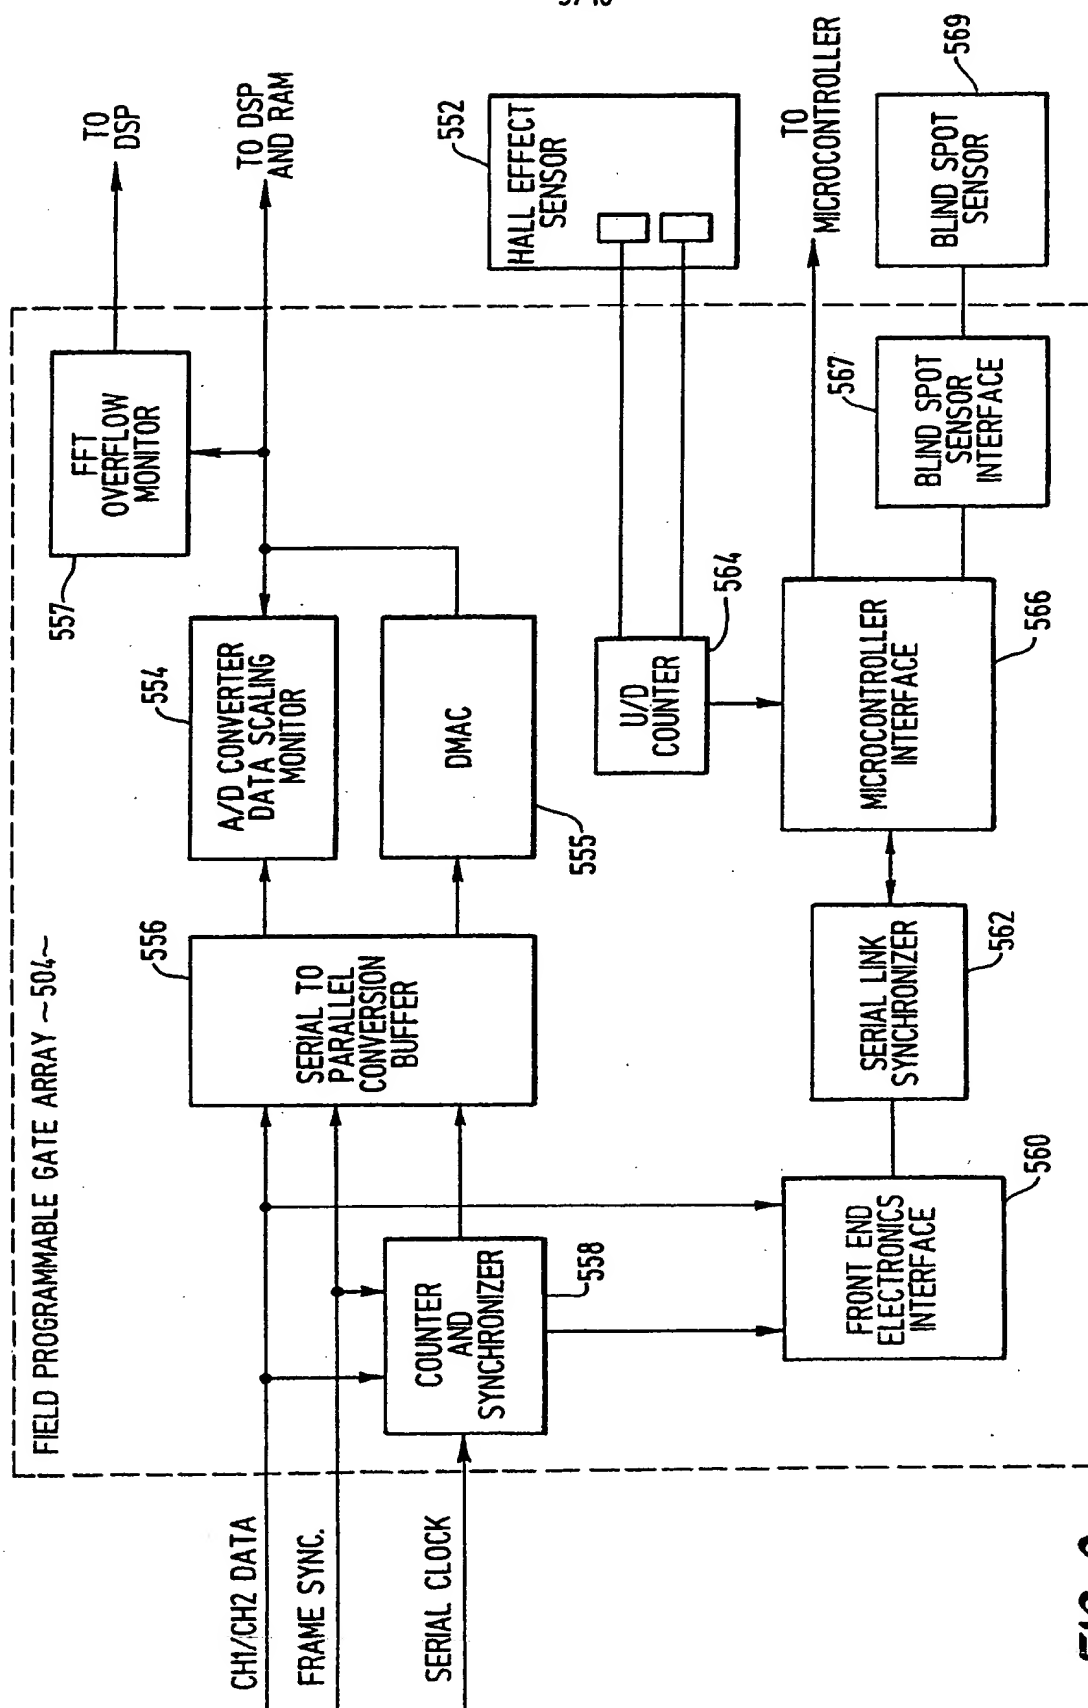 FIELD PROGRAMMABLE GATE ARRAY ~504~
CH1/CH2 DATA
FRAME SYNC.
SERIAL CLOCK
COUNTER
AND
SYNCHRONIZER
558
SERIAL TO
PARALLEL
CONVERSION
BUFFER
556
A/D CONVERTER
DATA SCALING
MONITOR
554
DMAC
555
FFT
OVERFLOW
MONITOR
557
TO
DSP
TO DSP
AND RAM
HALL EFFECT
SENSOR
552
U/D
COUNTER
564
FRONT END
ELECTRONICS
INTERFACE
560
SERIAL LINK
SYNCHRONIZER
562
MICROCONTROLLER
INTERFACE
566
TO
MICROCONTROLLER
BLIND SPOT
SENSOR
INTERFACE
567
BLIND SPOT
SENSOR
569